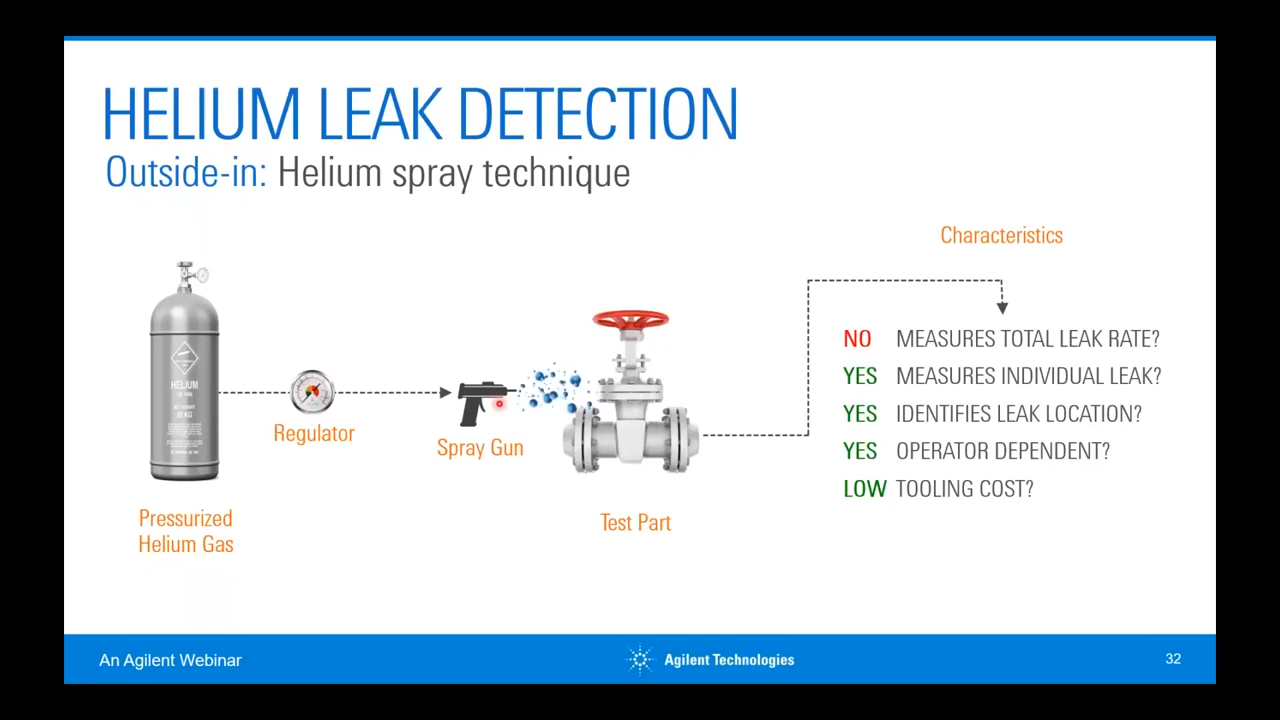 HELIUM LEAK DETECTION
Outside-in: Helium spray technique
Characteristics
HELIUM
NO MEASURES TOTAL LEAK RATE?
YES MEASURES INDIVIDUAL LEAK?
YES IDENTIFIES LEAK LOCATION?
YES OPERATOR DEPENDENT?
LOW TOOLING COST?
Regulator
Spray Gun
Pressurized
Helium Gas
Test Part
An Agilent Webinar
Agilent Technologies
32